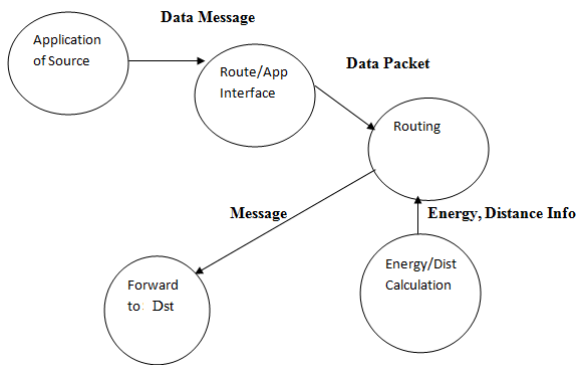 Data Message
Application
of Source
Route/App
Interface
Data Packet
Routing
Message
Energy, Distance Info
Energy/Dist
Calculation
Forward
to Dst